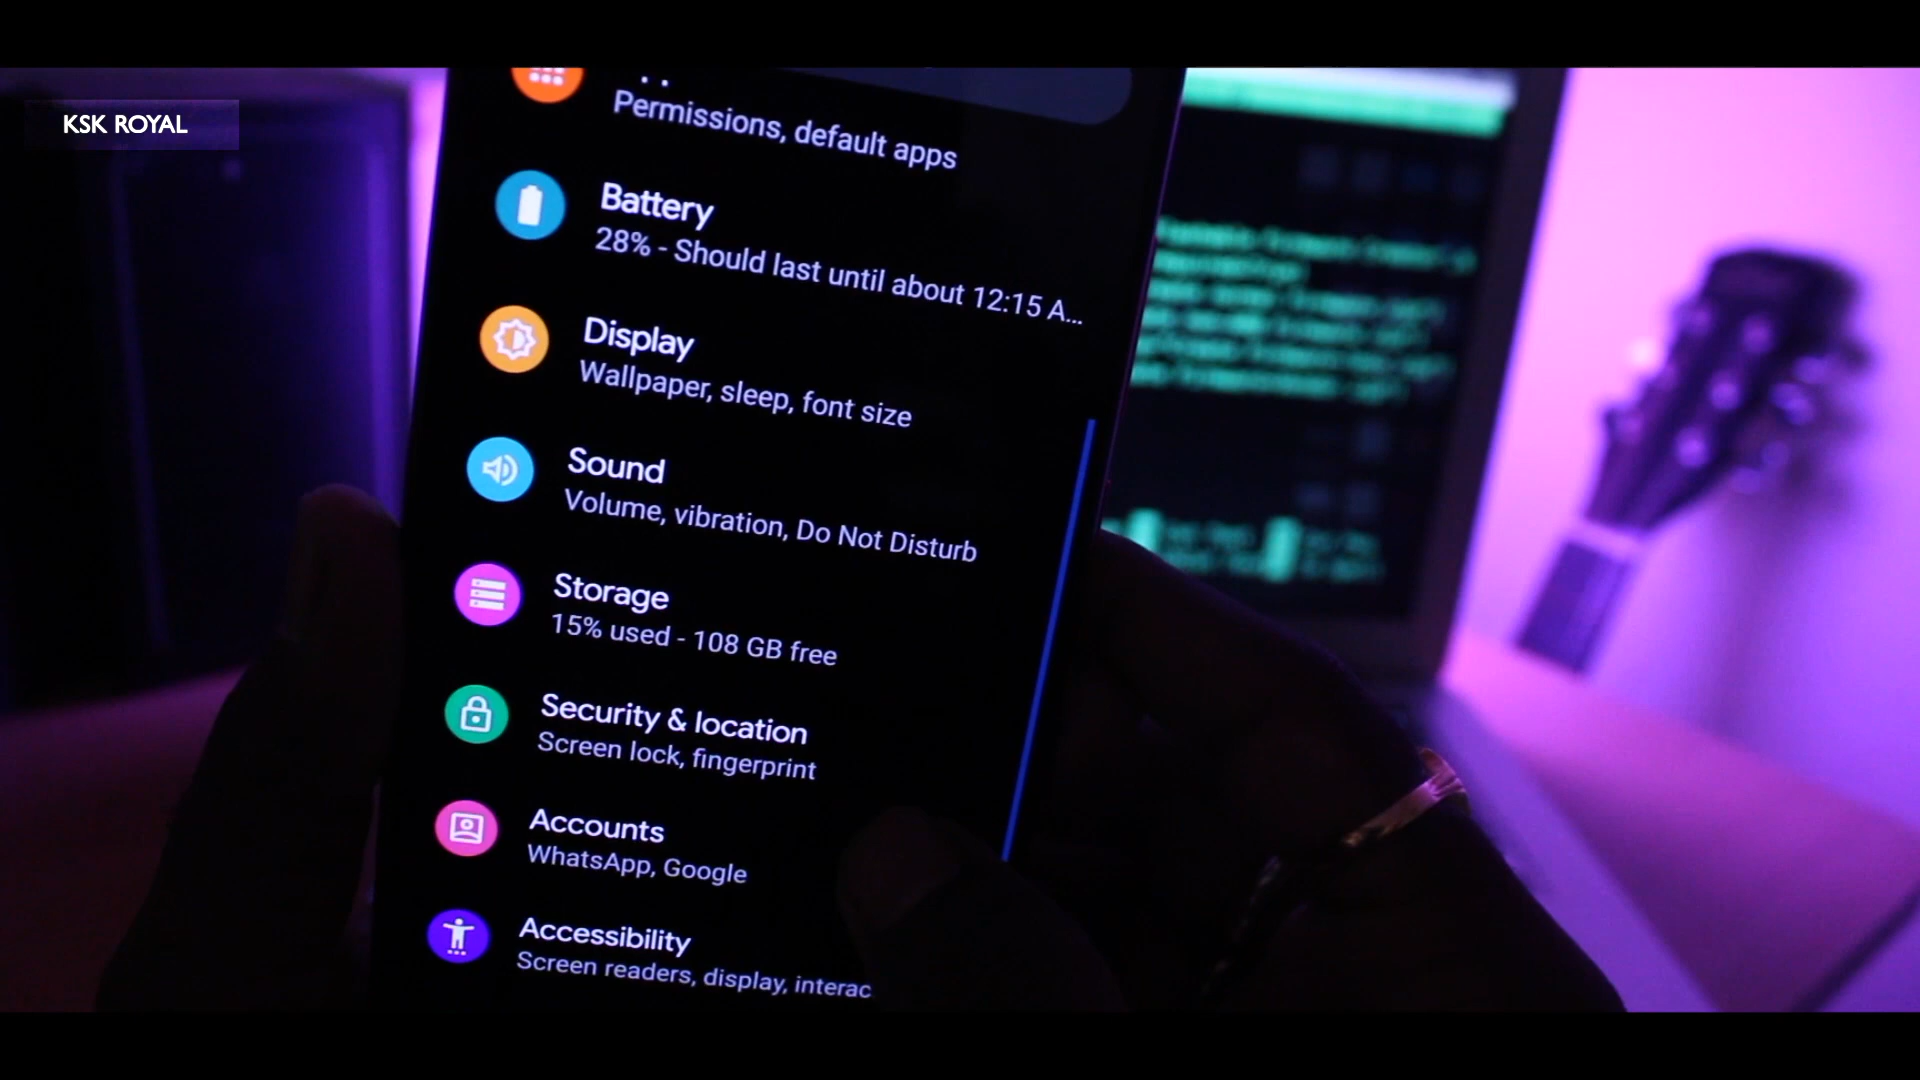 KSK ROYAL
Permissions, default apps
Battery
28% - Should last until about 12:15 A...
Display
Wallpaper, sleep, font size
Sound
Volume, vibration, Do Not Disturb
Storage
15% used - 108 GB free
Security & location
Screen lock, fingerprint
Accounts
WhatsApp, Google
Accessibility
Screen readers, display, interac